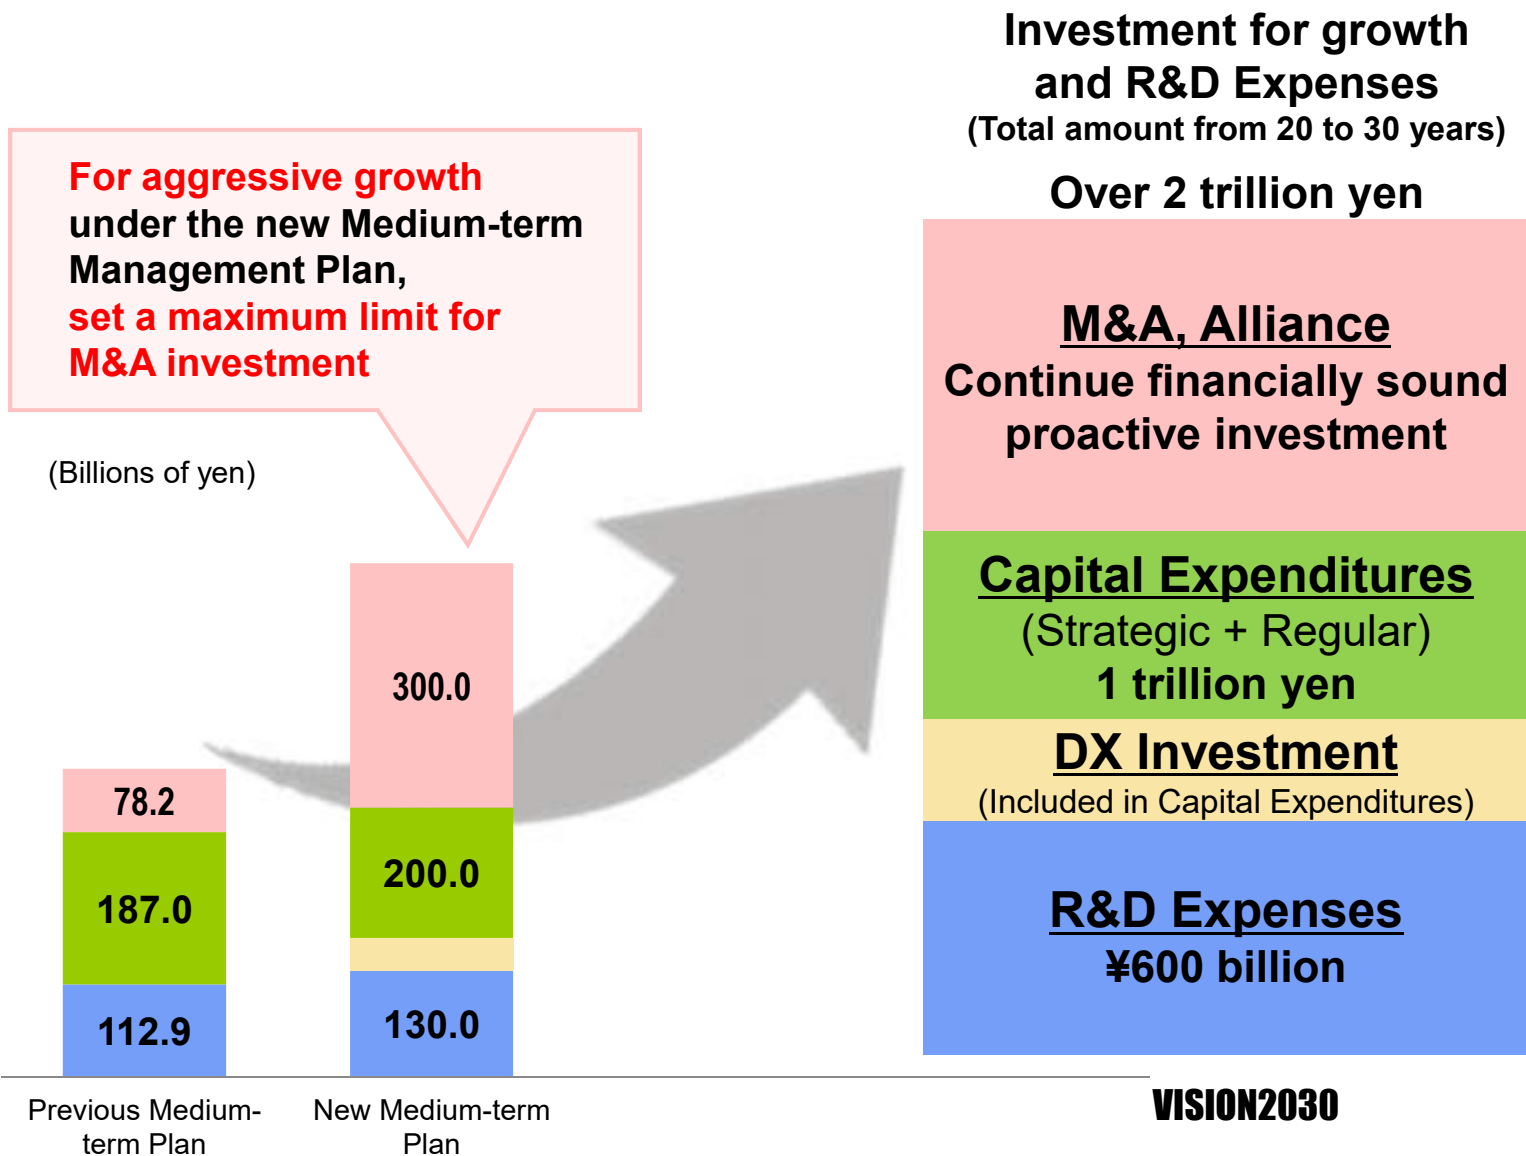 Investment for growth
and R&D Expenses
(Total amount from 20 to 30 years)
Over 2 trillion yen
For aggressive growth
under the new Medium-term
Management Plan,
set a maximum limit for
M&A investment
(Billions of yen)
78.2
187.0
112.9
300.0
200.0
130.0
M&A, Alliance
Continue financially sound
proactive investment
Capital Expenditures
(Strategic + Regular)
1 trillion yen
DX Investment
(Included in Capital Expenditures)
R&D Expenses
¥600 billion
Previous Medium-
term Plan
New Medium-term
Plan
VISION2030